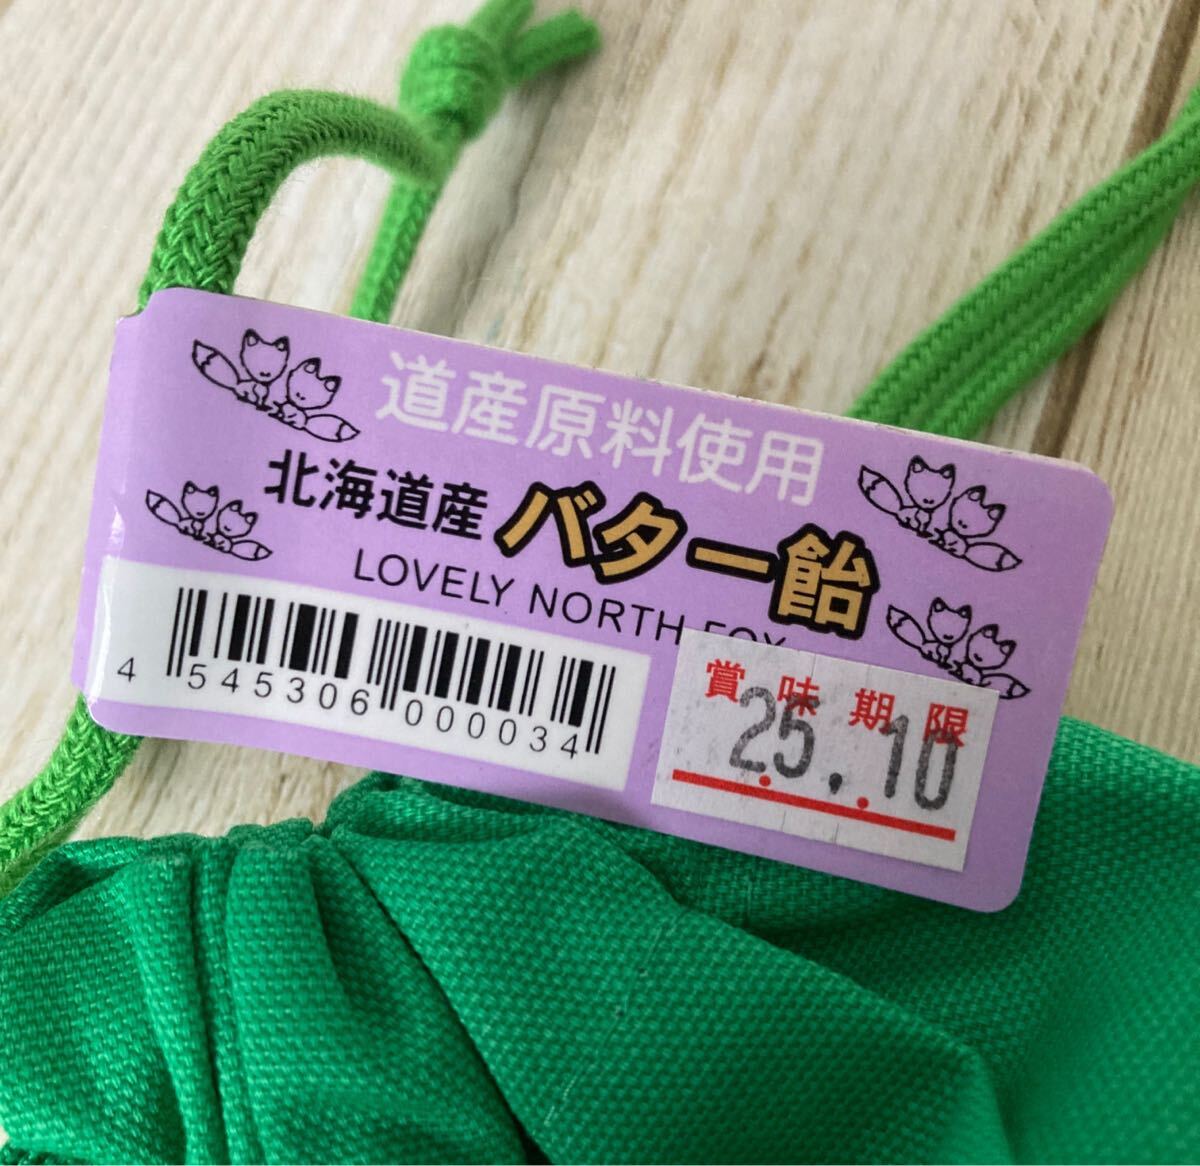 道産原料使用
北海道産 バター飴
LOVELY NORTH FOX
4 545306 000034
賞味期限
25.10